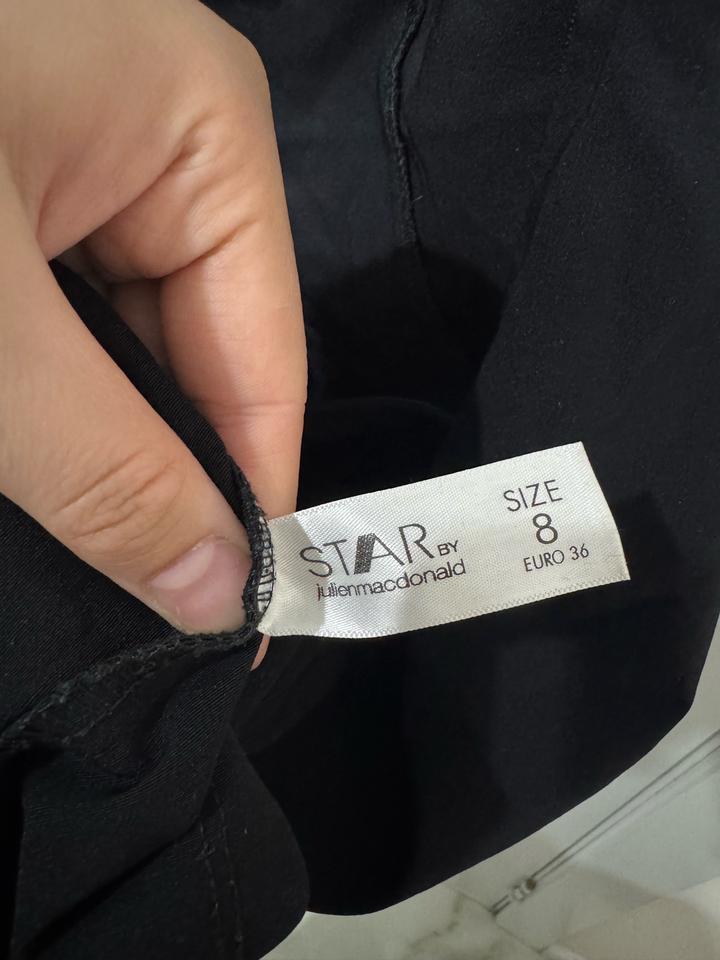 STAR BY
julienmacdonald
SIZE
8
EURO 36